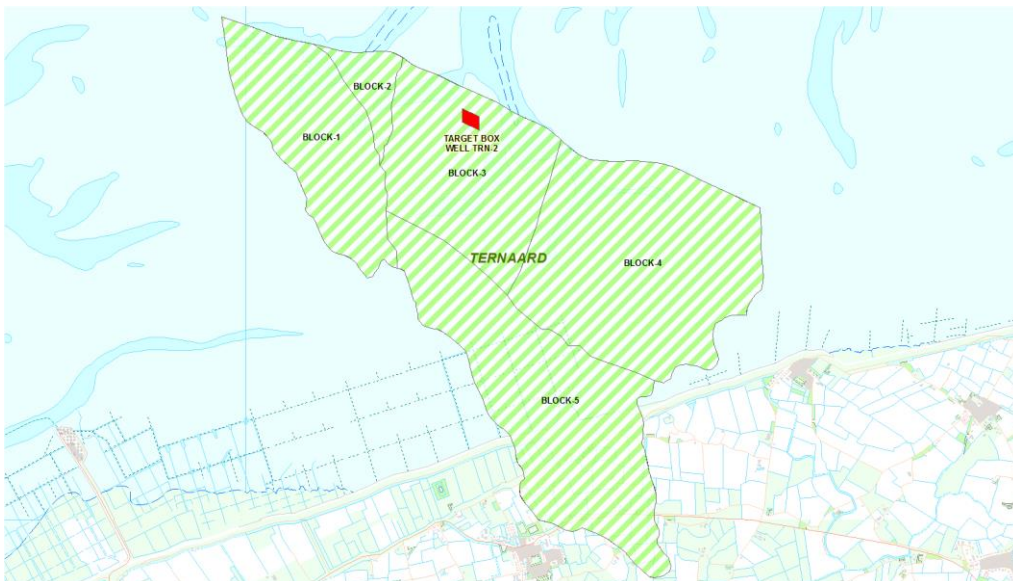 BLOCK-2
BLOCK-1
TARGET BOX
WELL TRN-2
BLOCK-3
TERNAARD
BLOCK-4
BLOCK-5